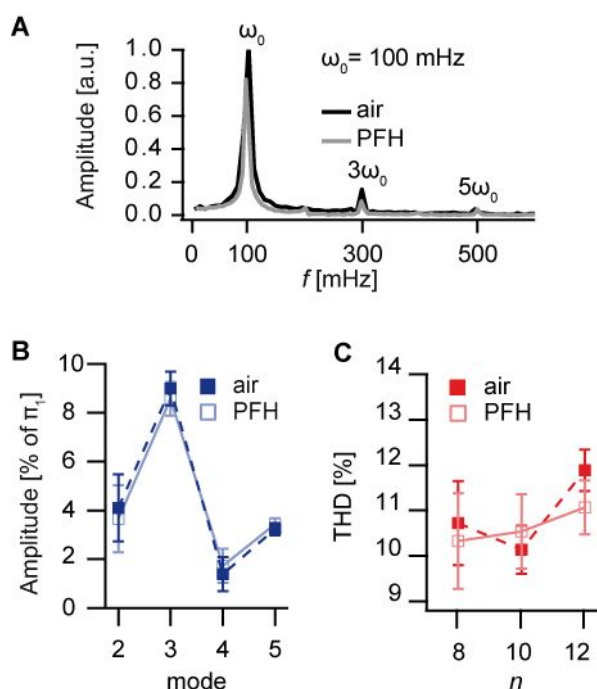 A
ω₀
ω₀= 100 mHz
air
PFH
3ω₀
5ω₀
Amplitude [a.u.]
1.0
0.8
0.6
0.4
0.2
0.0
0 100 300 500
f [mHz]
B
air
PFH
Amplitude [% of π₁]
10
8
6
4
2
0
2 3 4 5
mode
C
air
PFH
THD [%]
14
13
12
11
10
9
8 10 12
n